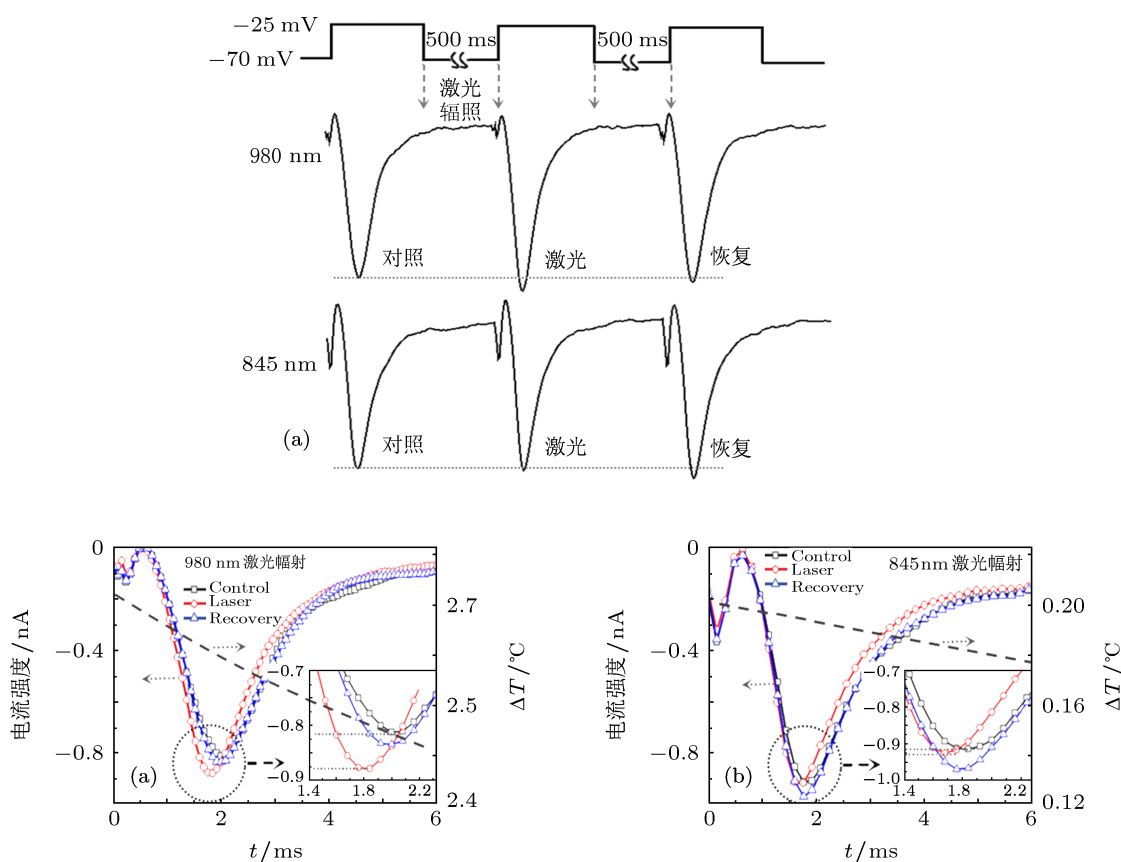 −25 mV
500 ms
500 ms
−70 mV
激光
辐照
980 nm
对照
激光
恢复
845 nm
(a)
对照
激光
恢复
0
−0.4
−0.8
电流强度/nA
980 nm 激光幅射
Control
Laser
Recovery
2.7
2.5
2.4
ΔT/℃
−0.7
−0.8
−0.9
1.4
1.8
2.2
(a)
0
2
4
6
t/ms
0
−0.4
−0.8
电流强度/nA
845nm 激光幅射
Control
Laser
Recovery
0.20
0.16
0.12
ΔT/℃
−0.7
−0.8
−0.9
−1.0
1.4
1.8
2.2
(b)
0
2
4
6
t/ms